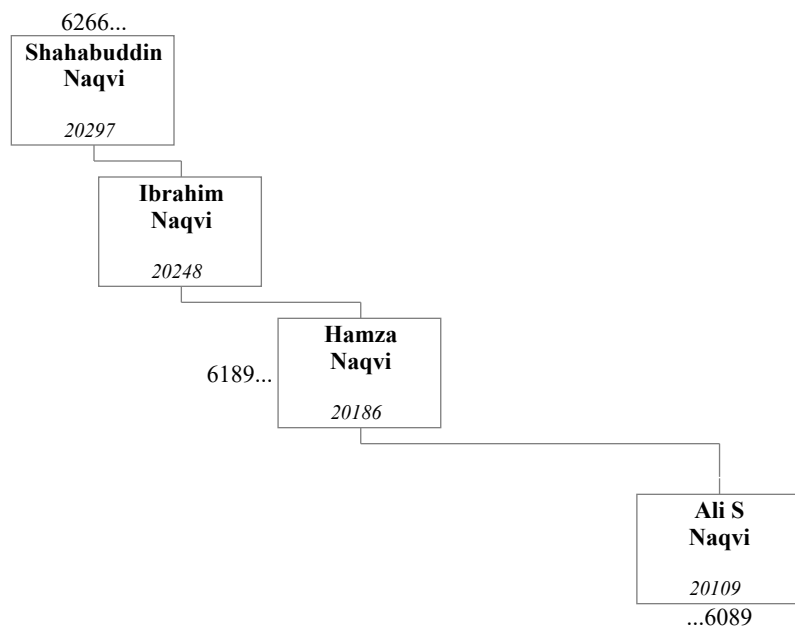 6266...
Shahabuddin
Naqvi
20297
Ibrahim
Naqvi
20248
Hamza
Naqvi
6189...
20186
Ali S
Naqvi
20109
...6089